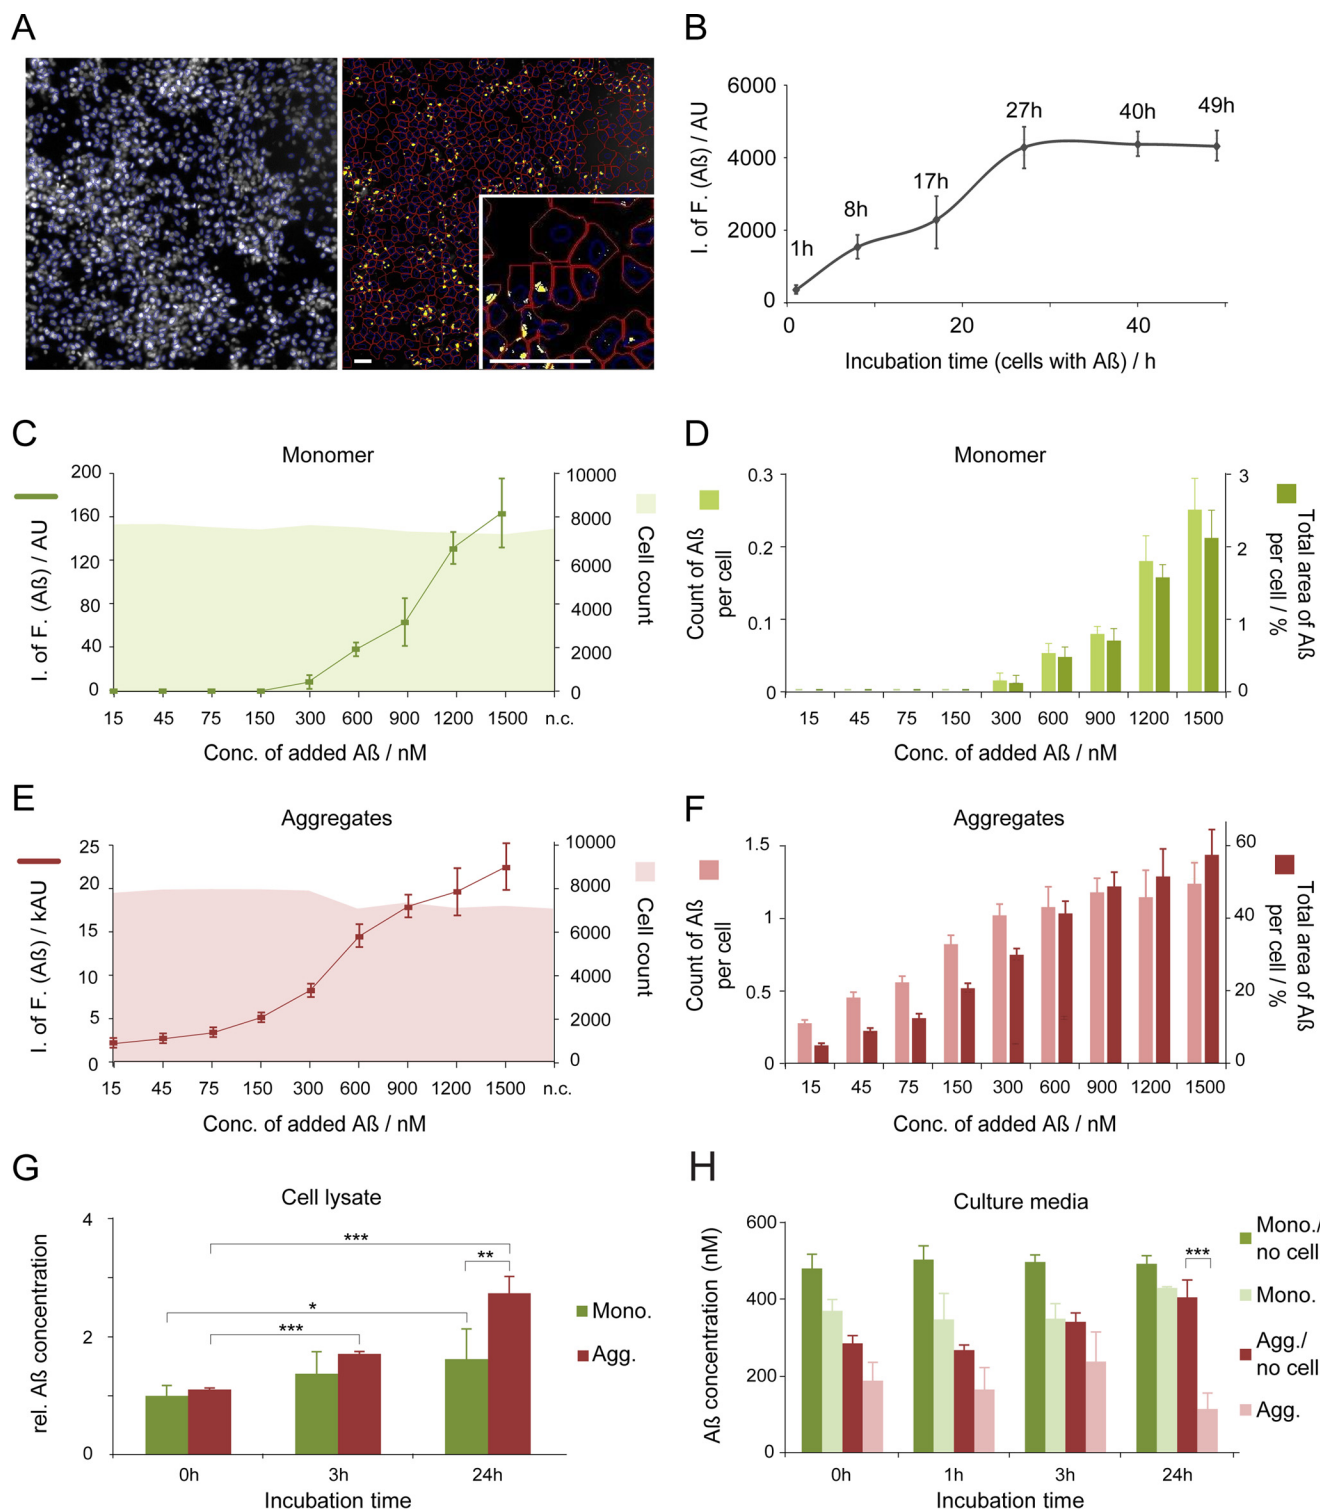 A
B
I. of F. (Aß) / AU
6000
4000
2000
0
1h
8h
17h
27h
40h
49h
0
20
40
Incubation time (cells with Aß) / h
C
Monomer
I. of F. (Aß) / AU
200
160
120
80
40
0
10000
8000
6000
4000
2000
0
Cell count
15 45 75 150 300 600 900 1200 1500 n.c.
Conc. of added Aß / nM
D
Monomer
Count of Aß
per cell
0.3
0.2
0.1
0
3
2
1
0
Total area of Aß
per cell / %
15 45 75 150 300 600 900 1200 1500
Conc. of added Aß / nM
E
Aggregates
I. of F. (Aß) / kAU
25
20
15
10
5
0
10000
8000
6000
4000
2000
0
Cell count
15 45 75 150 300 600 900 1200 1500 n.c.
Conc. of added Aß / nM
F
Aggregates
Count of Aß
per cell
1.5
1
0.5
0
60
40
20
0
Total area of Aß
per cell / %
15 45 75 150 300 600 900 1200 1500
Conc. of added Aß / nM
G
Cell lysate
rel. Aß concentration
4
2
0
***
**
*
***
Mono.
Agg.
0h 3h 24h
Incubation time
H
Culture media
Aß concentration (nM)
600
400
200
0
***
Mono./
no cell
Mono.
Agg./
no cell
Agg.
0h 1h 3h 24h
Incubation time